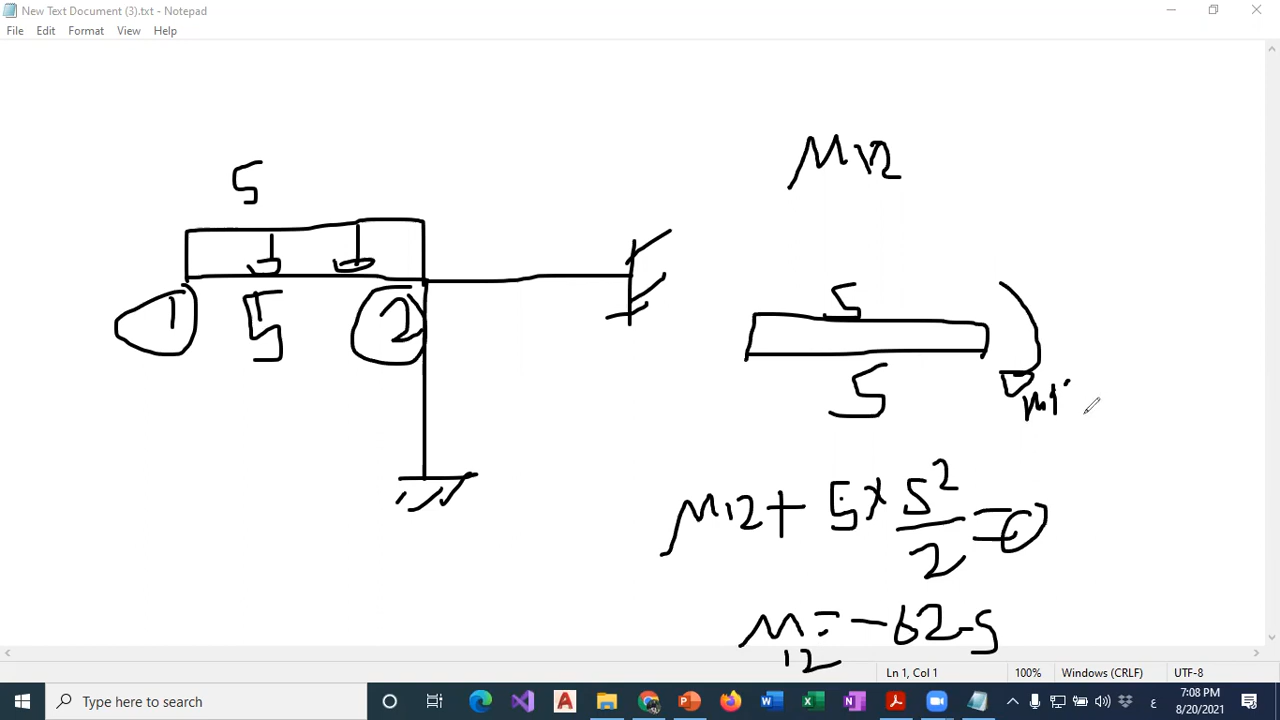 New Text Document (3).txt - Notepad
File Edit Format View Help
M12
5
1
5
2
5
5
M1
M12 + 5 x 5²/2 = 0
M12 = -62.5
Ln 1, Col 1 100% Windows (CRLF) UTF-8
Type here to search
ع
7:08 PM
8/20/2021